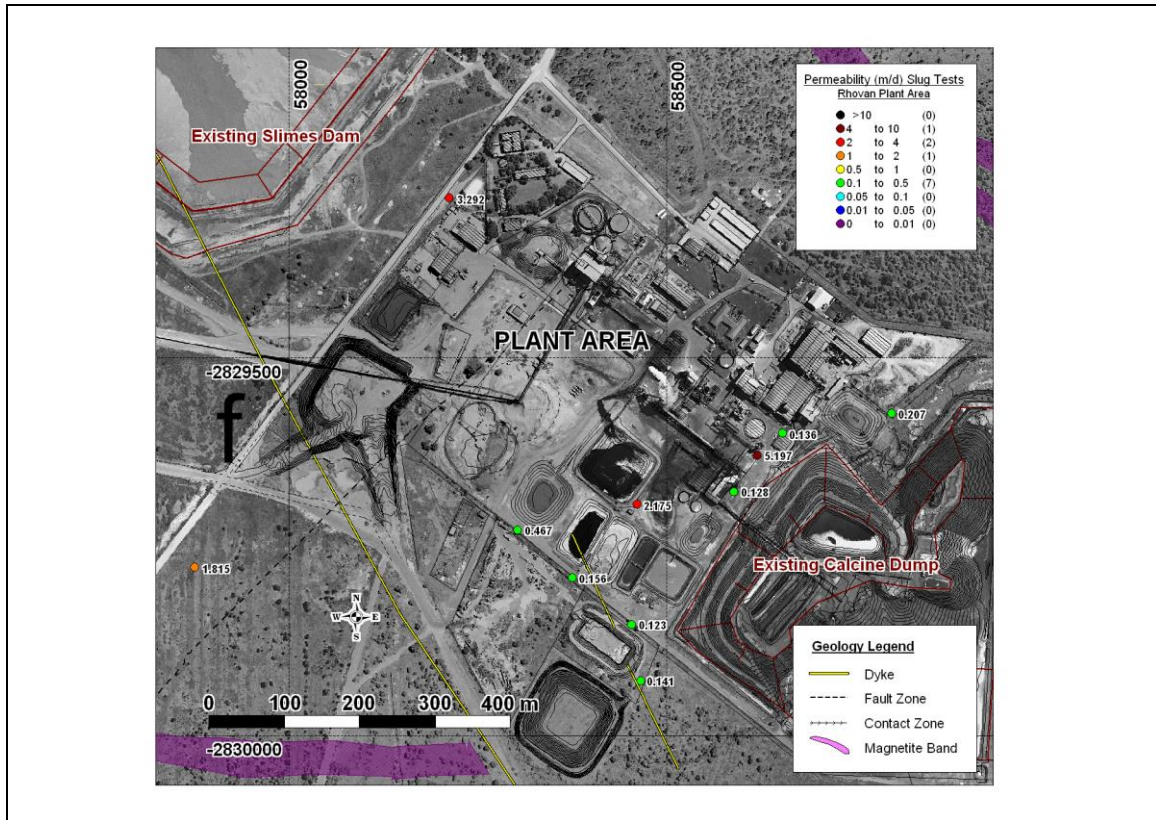 58000
58500
Permeability (m/d) Slug Tests
Rhovan Plant Area
>10 (0)
4 to 10 (1)
2 to 4 (2)
1 to 2 (1)
0.5 to 1 (0)
0.1 to 0.5 (7)
0.05 to 0.1 (0)
0.01 to 0.05 (0)
0 to 0.01 (0)
Existing Slimes Dam
3.292
PLANT AREA
-2829500
f
0.207
0.136
5.197
0.128
2.175
0.467
Existing Calcine Dump
1.815
0.156
N
W E
S
0.123
0.141
Geology Legend
Dyke
Fault Zone
Contact Zone
Magnetite Band
0 100 200 300 400 m
-2830000